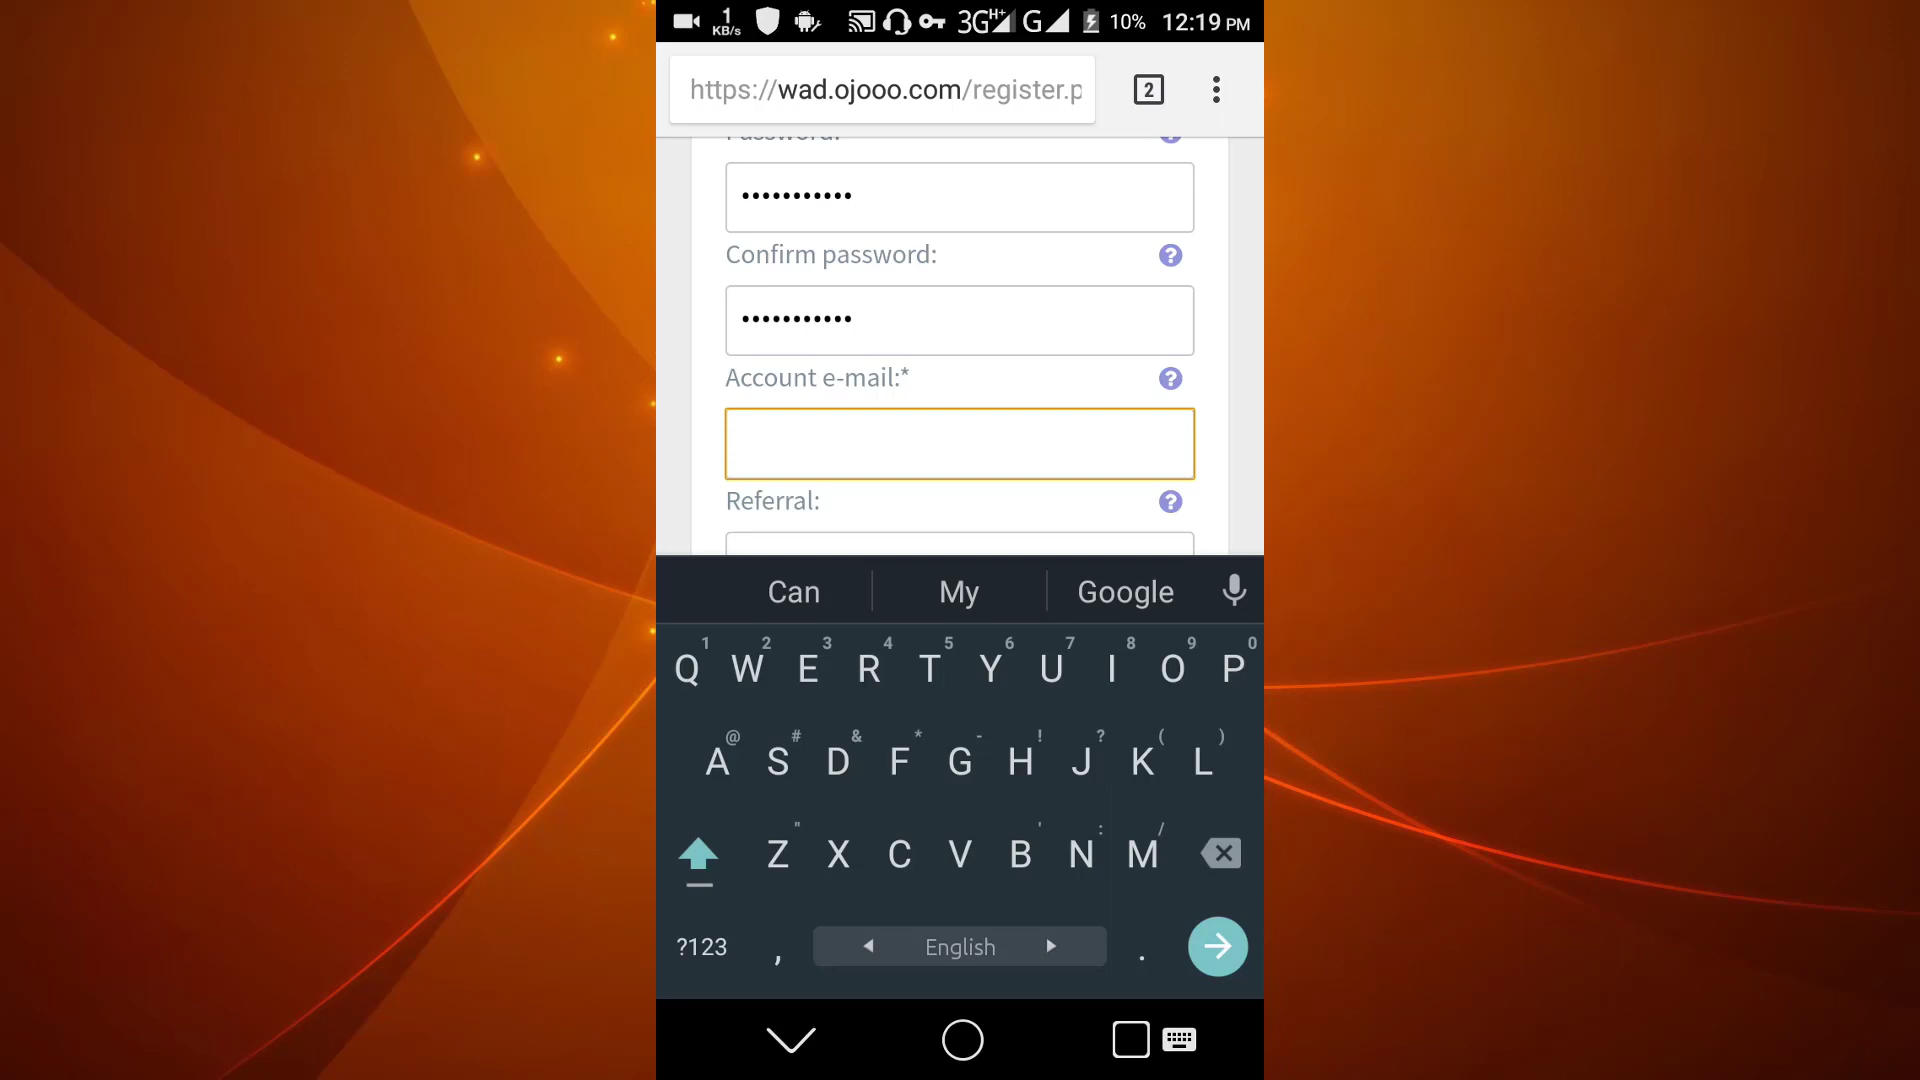 1 KB/s 3G H+ G 10% 12:19 PM
https://wad.ojooo.com/register.p 2
Password:
•••••••••••
Confirm password: ?
•••••••••••
Account e-mail:* ?
Referral: ?
Can My Google
1 2 3 4 5 6 7 8 9 0
Q W E R T Y U I O P
@ # & * - ! ? ( )
A S D F G H J K L
" ' : /
Z X C V B N M
?123 , English .